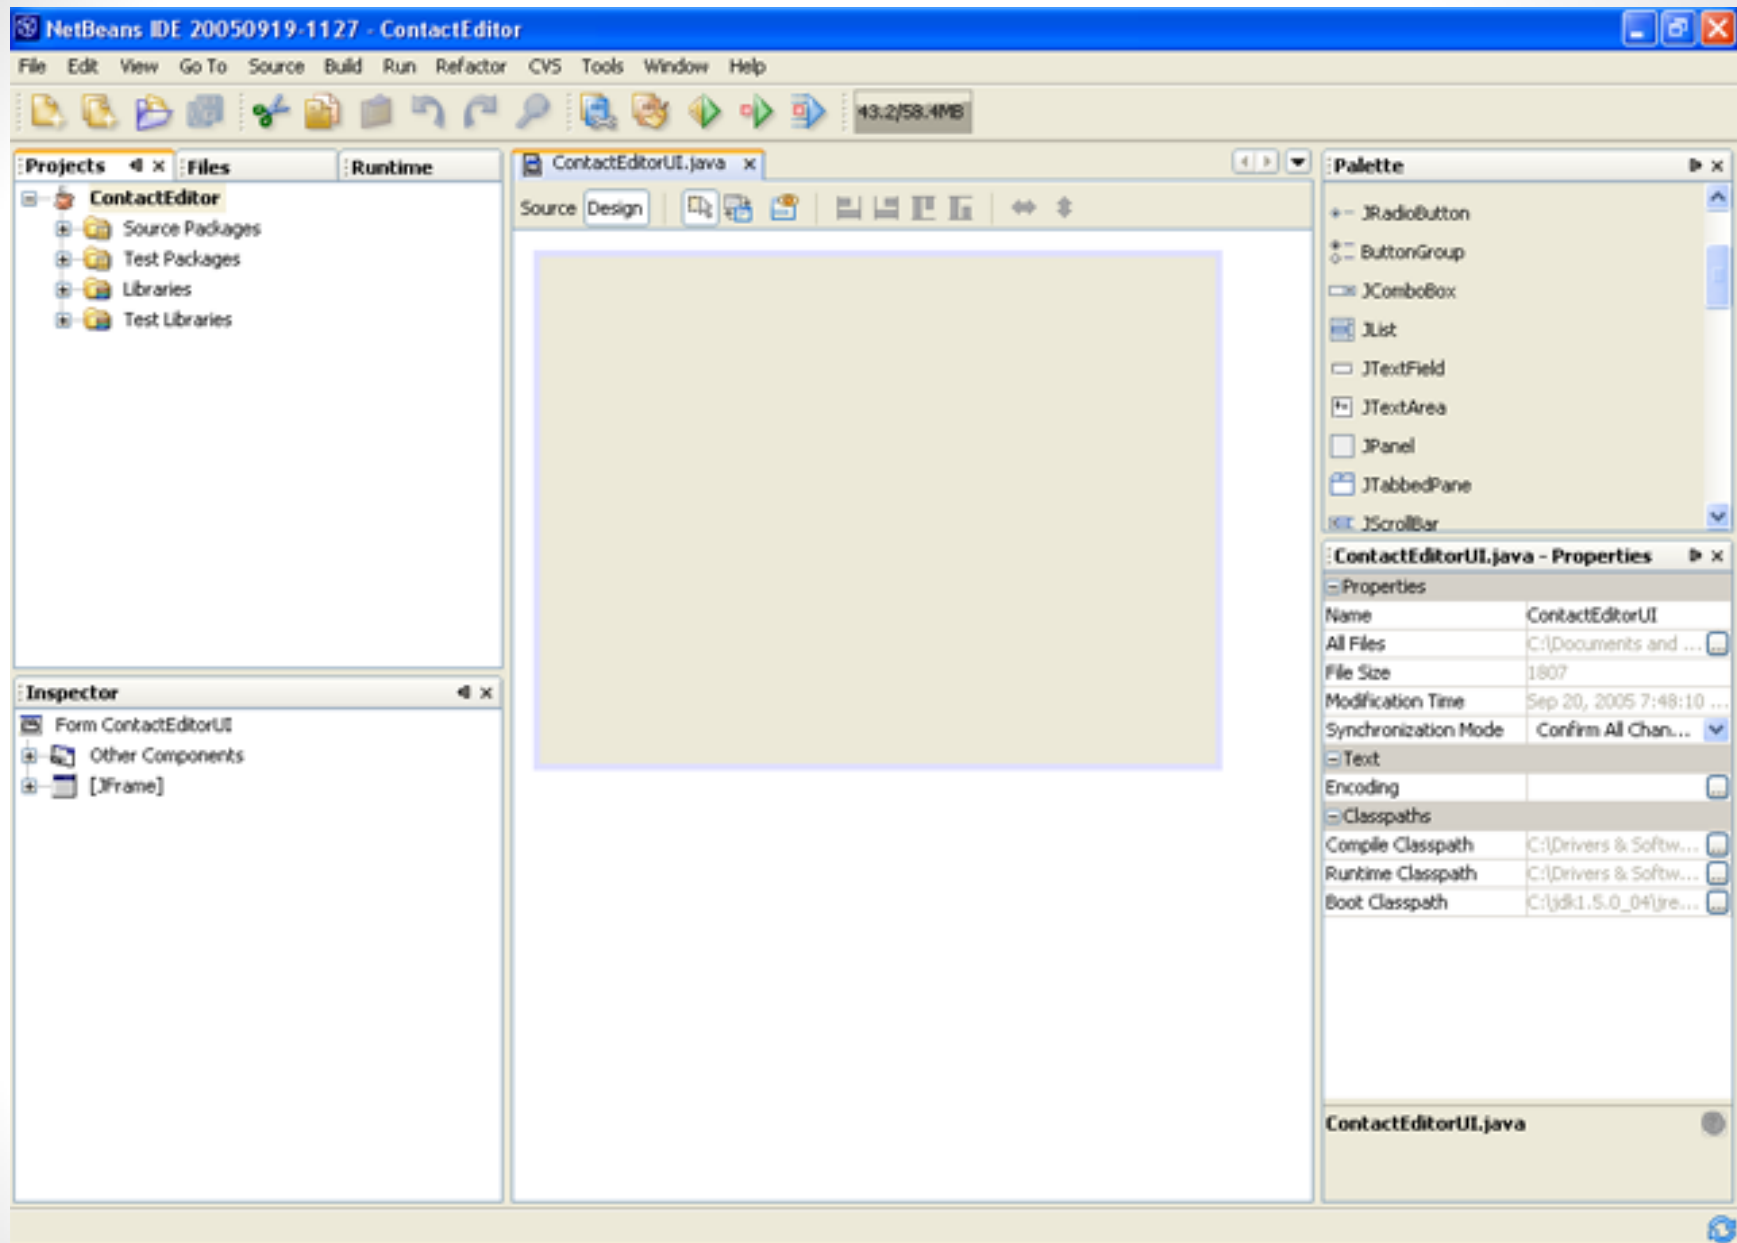 NetBeans IDE 20050919-1127 - ContactEditor
File Edit View Go To Source Build Run Refactor CVS Tools Window Help
43.2/58.4MB
Projects Files Runtime
ContactEditor
Source Packages
Test Packages
Libraries
Test Libraries
Inspector
Form ContactEditorUI
Other Components
[JFrame]
ContactEditorUI.java
Source Design
Palette
JRadioButton
ButtonGroup
JComboBox
JList
JTextField
JTextArea
JPanel
JTabbedPane
JScrollBar
ContactEditorUI.java - Properties
Properties
Name ContactEditorUI
All Files C:\Documents and ...
File Size 1807
Modification Time Sep 20, 2005 7:48:10 ...
Synchronization Mode Confirm All Chan...
Text
Encoding
Classpaths
Compile Classpath C:\Drivers & Softw...
Runtime Classpath C:\Drivers & Softw...
Boot Classpath C:\jdk1.5.0_04\jre...
ContactEditorUI.java